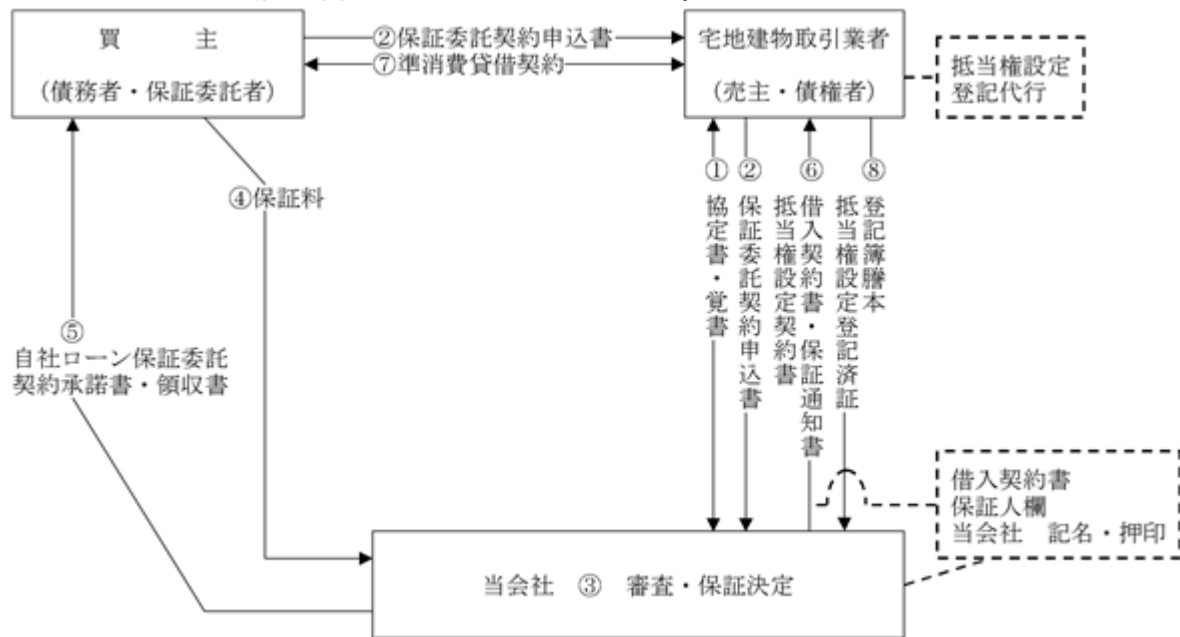 買　　　主
(債務者・保証委託者)
②保証委託契約申込書
⑦準消費貸借契約
宅地建物取引業者
(売主・債権者)
抵当権設定
登記代行
④保証料
⑤
自社ローン保証委託
契約承諾書・領収書
①協定書・覚書
②保証委託契約申込書
⑥借入契約書・保証通知書
抵当権設定契約書
⑧登記簿謄本
抵当権設定登記済証
借入契約書
保証人欄
当会社　記名・押印
当会社　③　審査・保証決定